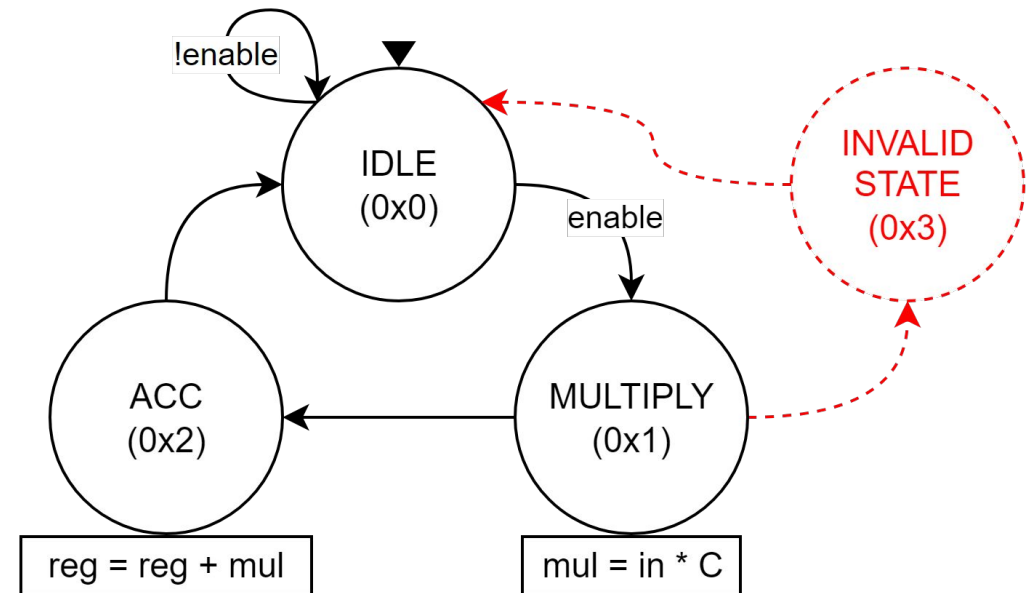 !enable
IDLE
(0x0)
INVALID
STATE
(0x3)
enable
ACC
(0x2)
MULTIPLY
(0x1)
reg = reg + mul
mul = in * C